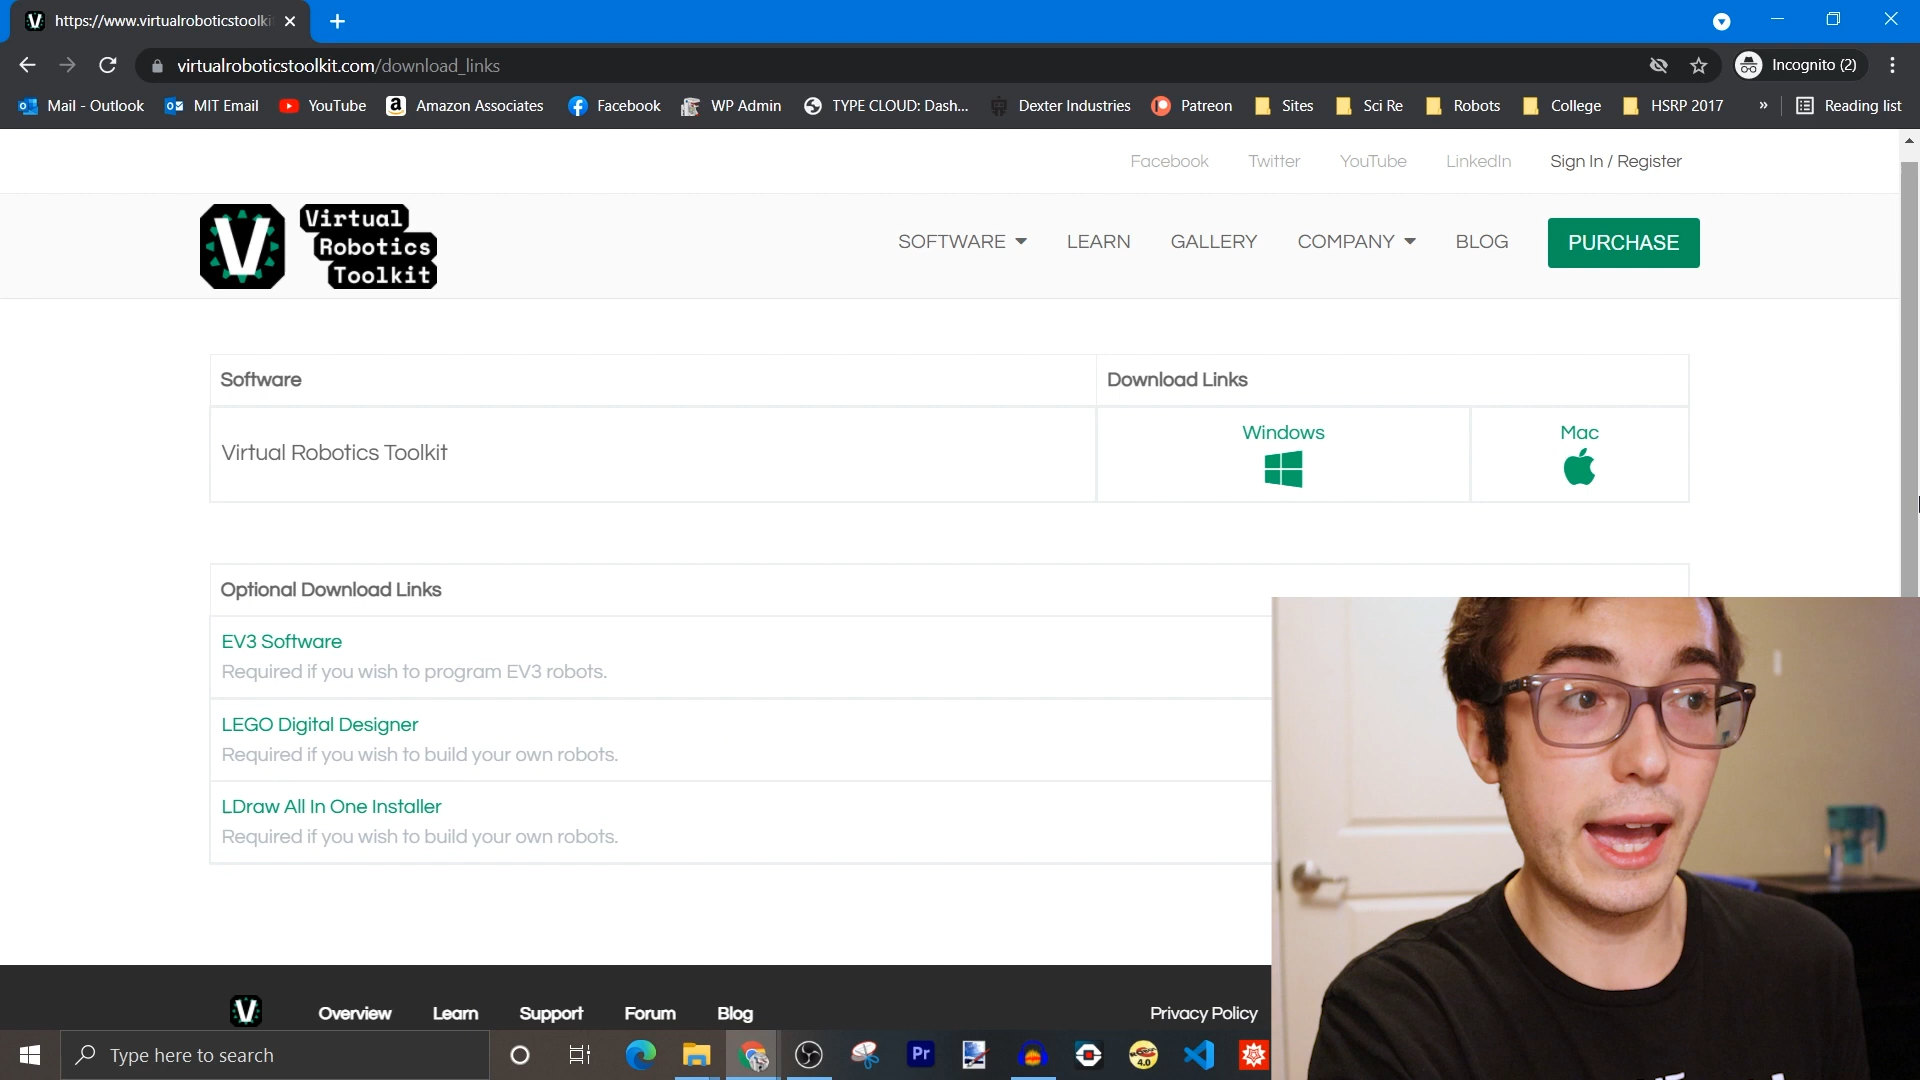 https://www.virtualroboticstoolki
virtualroboticstoolkit.com/download_links
Incognito (2)
Mail - Outlook
MIT Email
YouTube
Amazon Associates
Facebook
WP Admin
TYPE CLOUD: Dash...
Dexter Industries
Patreon
Sites
Sci Re
Robots
College
HSRP 2017
»
Reading list
Facebook
Twitter
YouTube
LinkedIn
Sign In / Register
V
Virtual
Robotics
Toolkit
SOFTWARE
LEARN
GALLERY
COMPANY
BLOG
PURCHASE
Software
Download Links
Virtual Robotics Toolkit
Windows
Mac
Optional Download Links
EV3 Software
Required if you wish to program EV3 robots.
LEGO Digital Designer
Required if you wish to build your own robots.
LDraw All In One Installer
Required if you wish to build your own robots.
V
Overview
Learn
Support
Forum
Blog
Privacy Policy
Type here to search
Pr
4.0